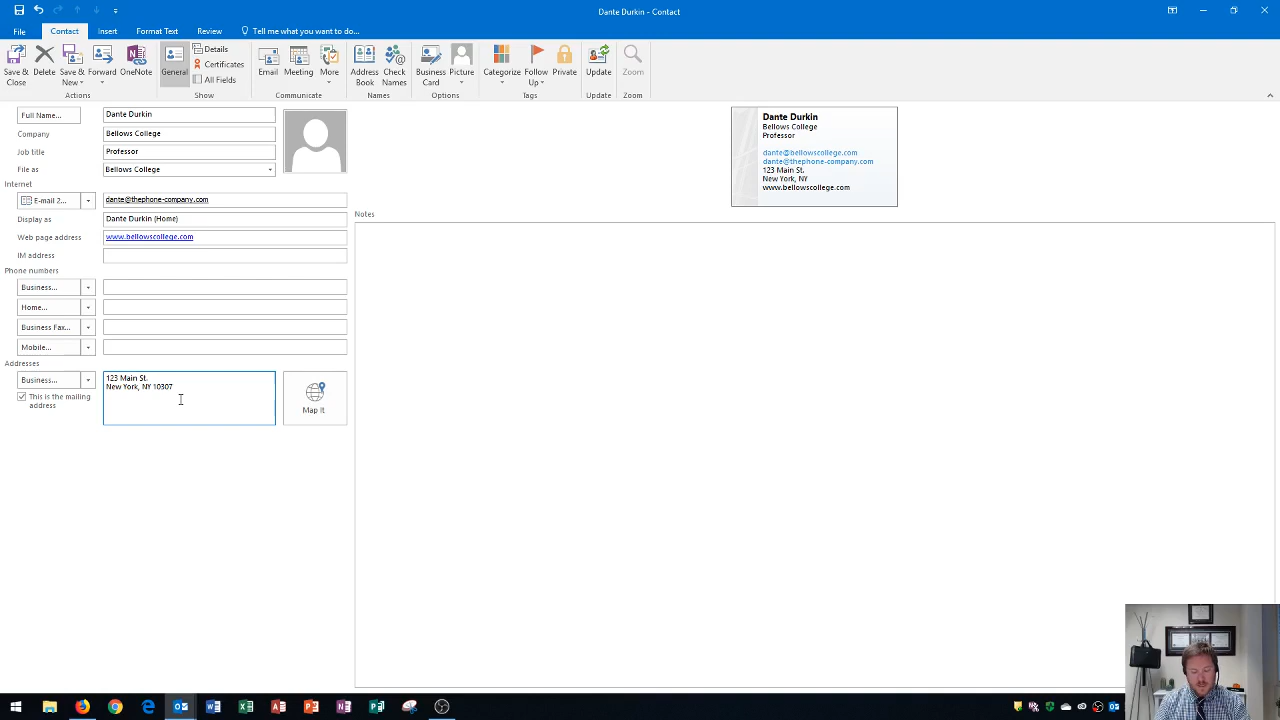 Dante Durkin - Contact
File Contact Insert Format Text Review Tell me what you want to do...
Save & Close
Delete
Save & New
Forward
OneNote
General
Details
Certificates
All Fields
Email
Meeting
More
Address Book
Check Names
Business Card
Picture
Categorize
Follow Up
Private
Update
Zoom
Actions Show Communicate Names Options Tags Update Zoom
Full Name... Dante Durkin
Company Bellows College
Job title Professor
File as Bellows College
Internet
E-mail 2... dante@thephone-company.com
Display as Dante Durkin (Home)
Web page address www.bellowscollege.com
IM address
Phone numbers
Business...
Home...
Business Fax...
Mobile...
Addresses
Business... 123 Main St.
New York, NY 10307
This is the mailing
address
Map It
Dante Durkin
Bellows College
Professor
dante@bellowscollege.com
dante@thephone-company.com
123 Main St.
New York, NY
www.bellowscollege.com
Notes